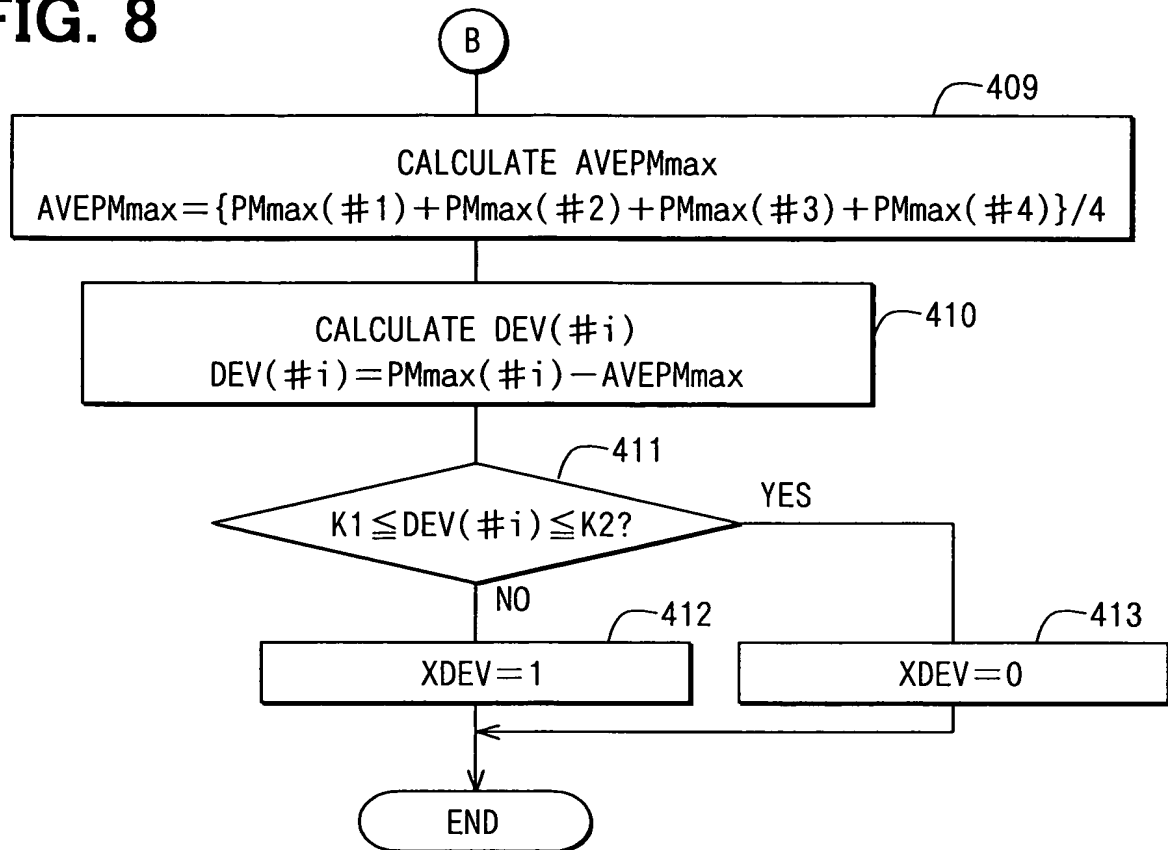 FIG. 8
B
409
CALCULATE AVEPMmax
AVEPMmax={PMmax(#1)+PMmax(#2)+PMmax(#3)+PMmax(#4)}/4
CALCULATE DEV(#i)
DEV(#i)=PMmax(#i)-AVEPMmax
410
411
K1≦DEV(#i)≦K2?
YES
NO
412
XDEV=1
413
XDEV=0
END